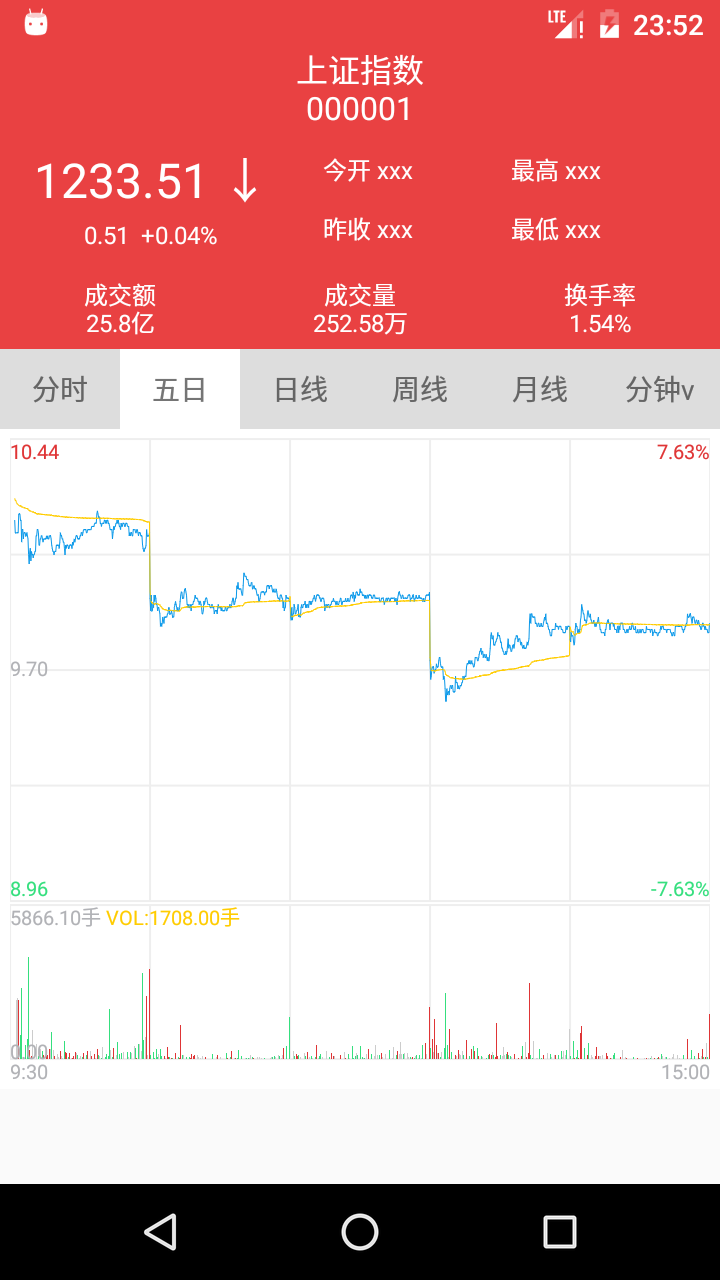 LTE 23:52
上证指数
000001
1233.51 ↓ 今开 xxx 最高 xxx
0.51 +0.04% 昨收 xxx 最低 xxx
成交额 成交量 换手率
25.8亿 252.58万 1.54%
分时 五日 日线 周线 月线 分钟v
10.44 7.63%
9.70
8.96 -7.63%
5866.10手 VOL:1708.00手
0.00
9:30 15:00